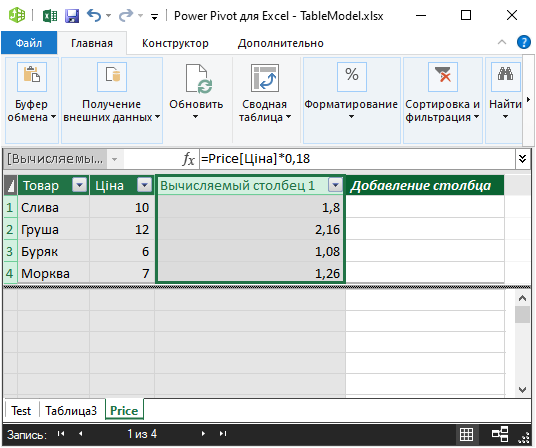 Power Pivot для Excel - TableModel.xlsx
Файл Главная Конструктор Дополнительно
Буфер обмена Получение внешних данных Обновить Сводная таблица Форматирование Сортировка и фильтрация Найти
[Вычисляемы... fx =Price[Ціна]*0,18
Товар Ціна Вычисляемый столбец 1 Добавление столбца
1 Слива 10 1,8
2 Груша 12 2,16
3 Буряк 6 1,08
4 Морква 7 1,26
Test Таблица3 Price
Запись: 1 из 4